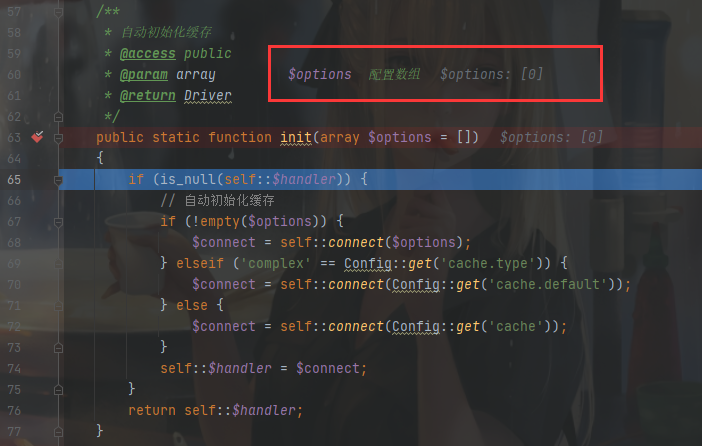 57 /**
58 * 自动初始化缓存
59 * @access public
60 * @param array $options 配置数组 $options: [0]
61 * @return Driver
62 */
63 public static function init(array $options = []) $options: [0]
64 {
65 if (is_null(self::$handler)) {
66 // 自动初始化缓存
67 if (!empty($options)) {
68 $connect = self::connect($options);
69 } elseif ('complex' == Config::get('cache.type')) {
70 $connect = self::connect(Config::get('cache.default'));
71 } else {
72 $connect = self::connect(Config::get('cache'));
73 }
74 self::$handler = $connect;
75 }
76 return self::$handler;
77 }